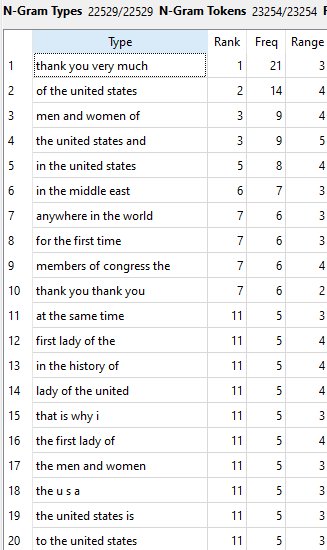 N-Gram Types 22529/22529 N-Gram Tokens 23254/23254 F
Type Rank Freq Range
1 thank you very much 1 21 3
2 of the united states 2 14 4
3 men and women of 3 9 4
4 the united states and 3 9 5
5 in the united states 5 8 4
6 in the middle east 6 7 3
7 anywhere in the world 7 6 3
8 for the first time 7 6 3
9 members of congress the 7 6 4
10 thank you thank you 7 6 2
11 at the same time 11 5 3
12 first lady of the 11 5 4
13 in the history of 11 5 4
14 lady of the united 11 5 4
15 that is why i 11 5 3
16 the first lady of 11 5 4
17 the men and women 11 5 3
18 the u s a 11 5 3
19 the united states is 11 5 3
20 to the united states 11 5 4